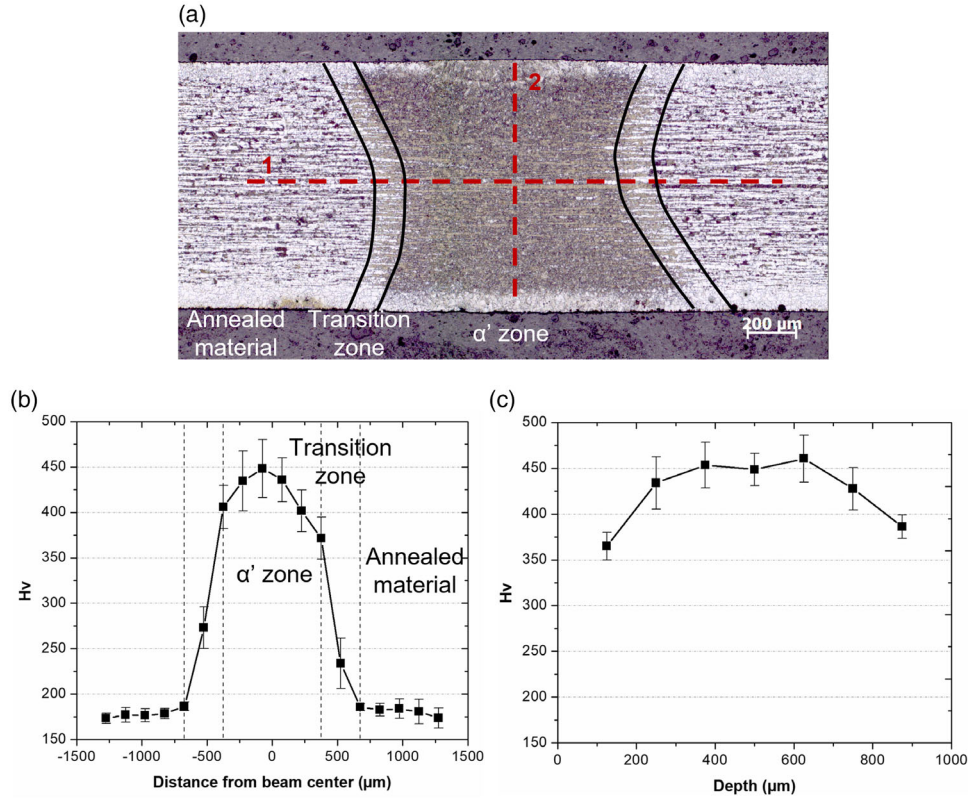 (a)
2
1
Annealed
material
Transition
zone
α’ zone
200 µm
(b)
500
450
400
350
300
250
200
150
Hv
Transition
zone
α’ zone
Annealed
material
-1500
-1000
-500
0
500
1000
1500
Distance from beam center (µm)
(c)
500
450
400
350
300
250
200
150
Hv
0
200
400
600
800
1000
Depth (µm)